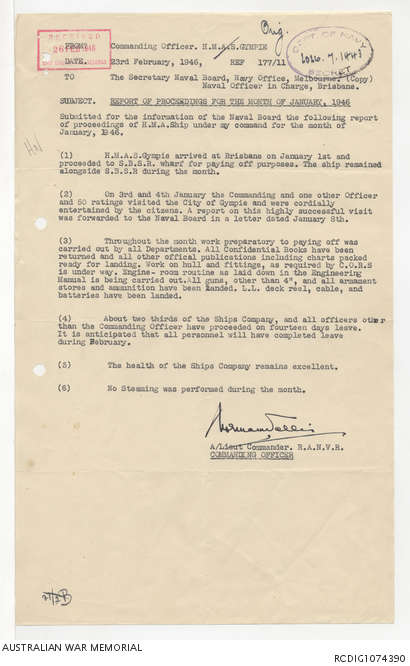 Orig.
RECEIVED
26 FEB 1946
FROM. Commanding Officer. H.M.A.S. GYMPIE
DATE. 23rd February, 1946, REF 177/11
DEPT. OF NAVY
2026. 7. 1441
SECRET
TO The Secretary Naval Board, Navy Office, Melbourne. (Copy)
Naval Officer in Charge, Brisbane.
SUBJECT. REPORT OF PROCEEDINGS FOR THE MONTH OF JANUARY, 1946
Submitted for the information of the Naval Board the following report
of proceedings of H.M.A.Ship under my command for the month of
January, 1946.
(1) H.M.A.S.Gympie arrived at Brisbane on January 1st and
proceeded to S.B.S.R. wharf for paying off purposes. The ship remained
alongside S.B.S.R during the month.
(2) On 3rd and 4th January the Commanding and one other Officer
and 50 ratings visited the City of Gympie and were cordially
entertained by the citzens. A report on this highly successful visit
was forwarded to the Naval Board in a letter dated January 8th.
(3) Throughout the month work preparatory to paying off was
carried out by all Departments. All Confidential Books have been
returned and all other offical publications including charts packed
ready for landing. Work on hull and fittings, as required by C.O.R.S
is under way. Engine- room routine as laid down in the Engineering
Manual is being carried out.All guns, other than 4", and all armament
stores and ammunition have been landed. L.L. deck reel, cable, and
batteries have been landed.
(4) About two thirds of the Ships Company, and all officers other
than the Commanding Officer have proceeded on fourteen days leave.
It is anticipated that all personnel will have completed leave
during February.
(5) The health of the Ships Company remains excellent.
(6) No Steaming was performed during the month.
A/Lieut Commander. R.A.N.V.R.
COMMANDING OFFICER
AUSTRALIAN WAR MEMORIAL
RCDIG1074390